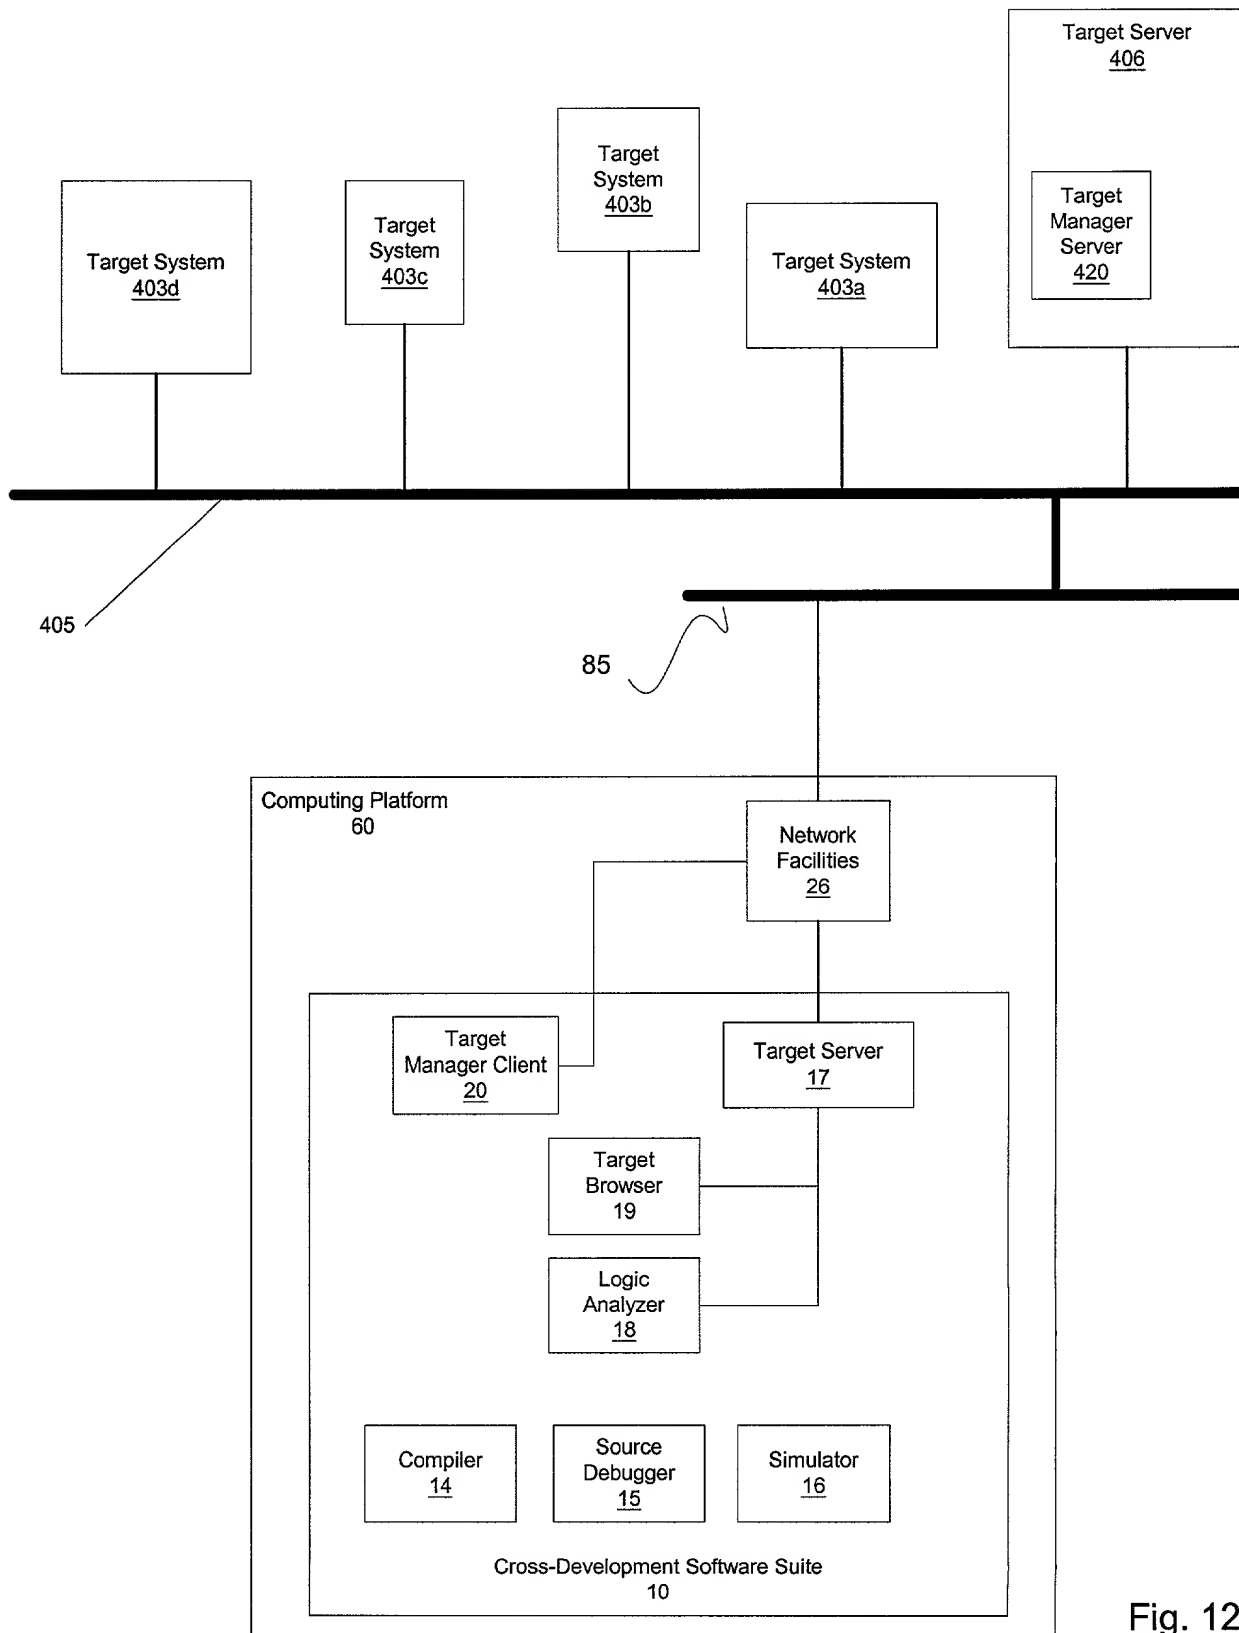 Target Server
406
Target
System
403b
Target
Manager
Server
420
Target System
403d
Target
System
403c
Target System
403a
405
85
Computing Platform
60
Network
Facilities
26
Target
Manager Client
20
Target Server
17
Target
Browser
19
Logic
Analyzer
18
Compiler
14
Source
Debugger
15
Simulator
16
Cross-Development Software Suite
10
Fig. 12